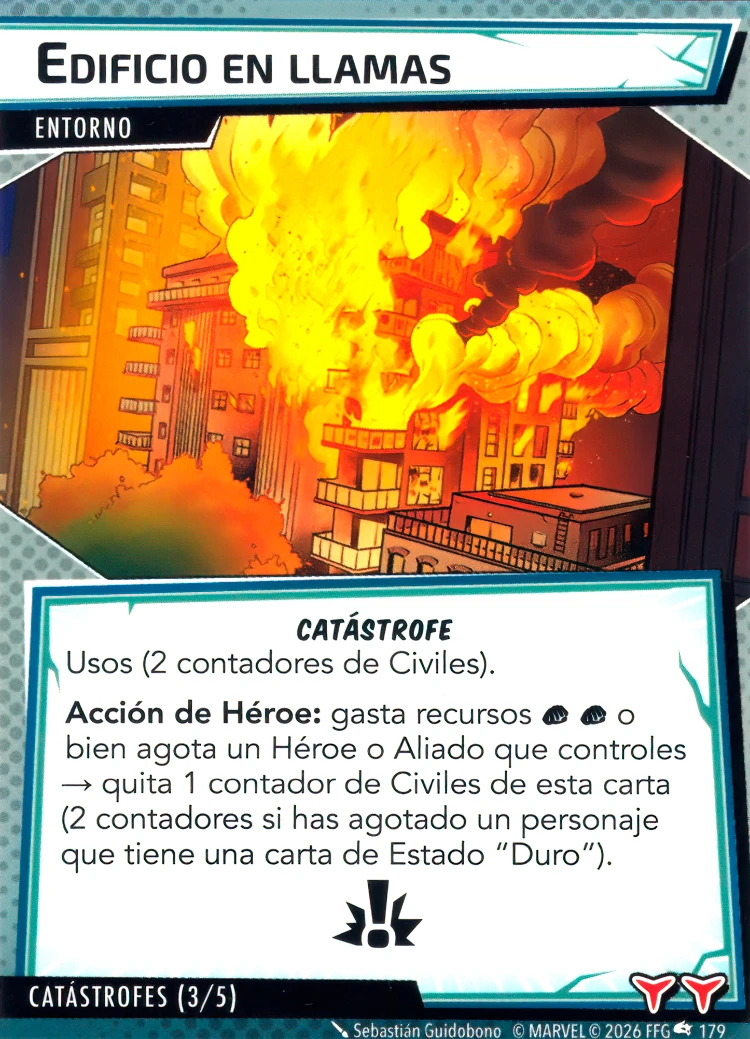 EDIFICIO EN LLAMAS
ENTORNO
CATÁSTROFE
Usos (2 contadores de Civiles).
Acción de Héroe: gasta recursos o
bien agota un Héroe o Aliado que controles
→ quita 1 contador de Civiles de esta carta
(2 contadores si has agotado un personaje
que tiene una carta de Estado “Duro”).
CATÁSTROFES (3/5)
Sebastián Guidobono © MARVEL © 2026 FFG 179